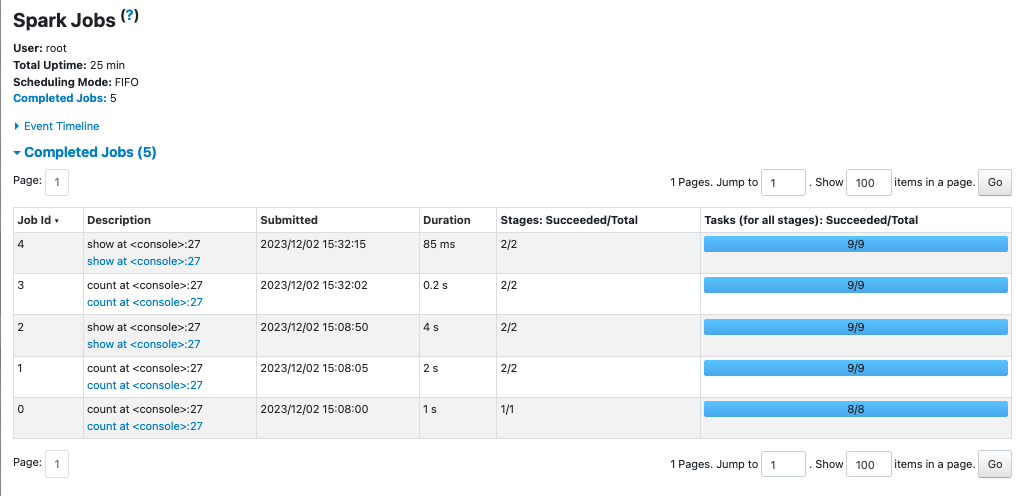 Spark Jobs (?)
User: root
Total Uptime: 25 min
Scheduling Mode: FIFO
Completed Jobs: 5
Event Timeline
Completed Jobs (5)
Page: 1 1 Pages. Jump to 1 . Show 100 items in a page. Go
Job Id ▾ Description Submitted Duration Stages: Succeeded/Total Tasks (for all stages): Succeeded/Total
4 show at <console>:27 2023/12/02 15:32:15 85 ms 2/2 9/9
show at <console>:27
3 count at <console>:27 2023/12/02 15:32:02 0.2 s 2/2 9/9
count at <console>:27
2 show at <console>:27 2023/12/02 15:08:50 4 s 2/2 9/9
show at <console>:27
1 count at <console>:27 2023/12/02 15:08:05 2 s 2/2 9/9
count at <console>:27
0 count at <console>:27 2023/12/02 15:08:00 1 s 1/1 8/8
count at <console>:27
Page: 1 1 Pages. Jump to 1 . Show 100 items in a page. Go